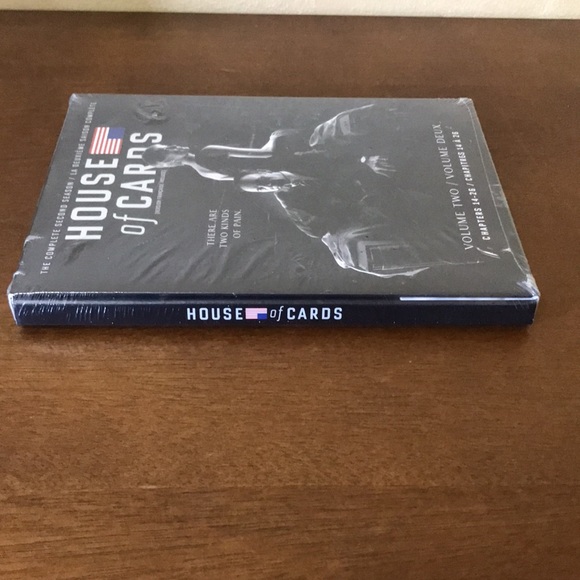 THE COMPLETE SECOND SEASON / LA DEUXIÈME SAISON COMPLÈTE
HOUSE
of CARDS
THERE ARE
TWO KINDS
OF PAIN.
VOLUME TWO / VOLUME DEUX
CHAPTERS 14-26 / CHAPITRES 14 À 26
HOUSE of CARDS